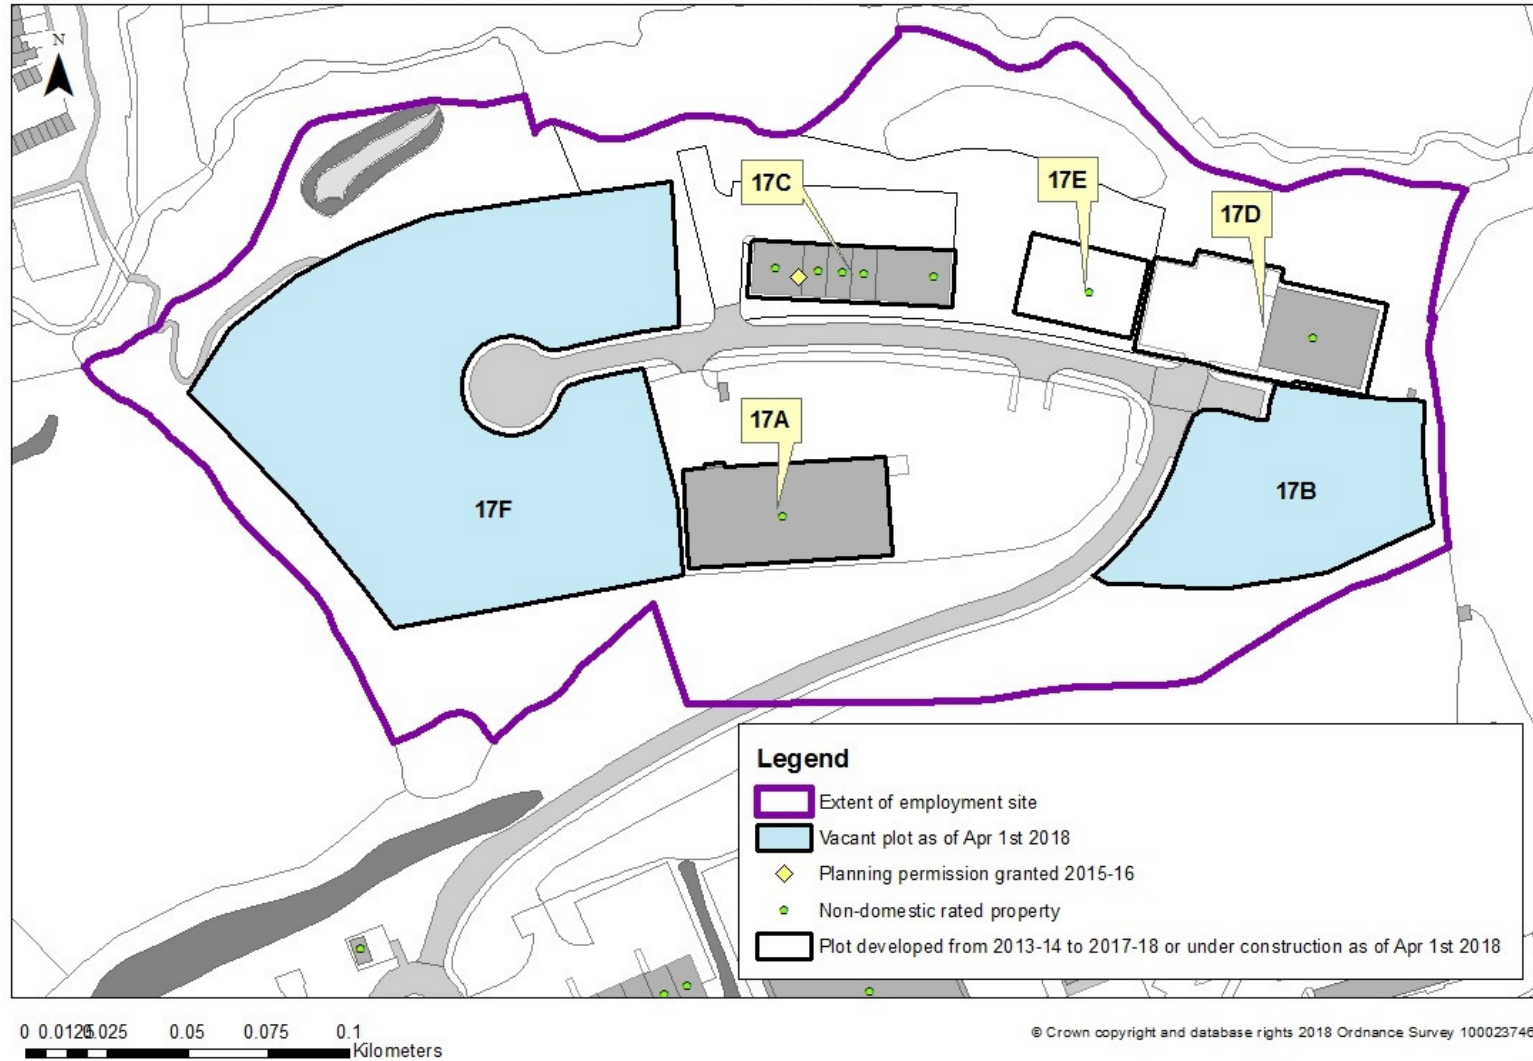 N
17C
17E
17D
17A
17F
17B
Legend
Extent of employment site
Vacant plot as of Apr 1st 2018
Planning permission granted 2015-16
Non-domestic rated property
Plot developed from 2013-14 to 2017-18 or under construction as of Apr 1st 2018
0 0.0125 0.025 0.05 0.075 0.1
Kilometers
© Crown copyright and database rights 2018 Ordnance Survey 100023746